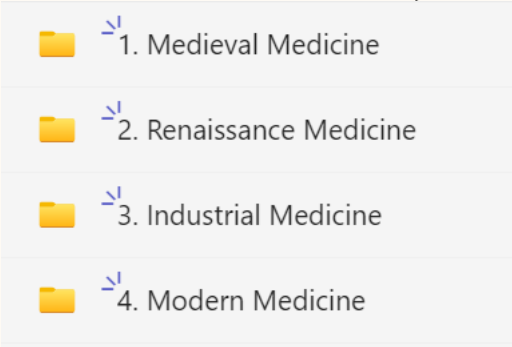 1. Medieval Medicine
2. Renaissance Medicine
3. Industrial Medicine
4. Modern Medicine